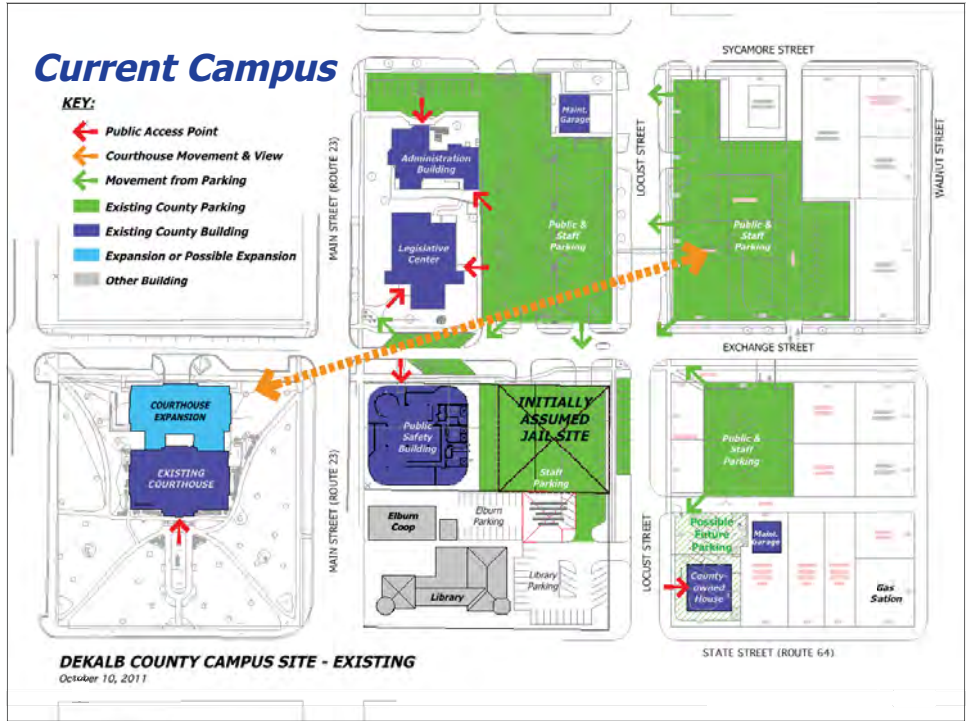 Current Campus
KEY:
Public Access Point
Courthouse Movement & View
Movement from Parking
Existing County Parking
Existing County Building
Expansion or Possible Expansion
Other Building
SYCAMORE STREET
MAIN STREET (ROUTE 23)
LOCUST STREET
WALNUT STREET
Maint.
Garage
Administration
Building
Legislative
Center
Public &
Staff
Parking
Public &
Staff
Parking
EXCHANGE STREET
COURTHOUSE
EXPANSION
EXISTING
COURTHOUSE
MAIN STREET (ROUTE 23)
Public
Safety
Building
INITIALLY
ASSUMED
JAIL SITE
Staff
Parking
Elburn
Coop
Elburn
Parking
Library
Library
Parking
LOCUST STREET
Public &
Staff
Parking
Possible
Future
Parking
Maint.
Garage
County-
owned
House
Gas
Sation
STATE STREET (ROUTE 64)
DEKALB COUNTY CAMPUS SITE - EXISTING
October 10, 2011